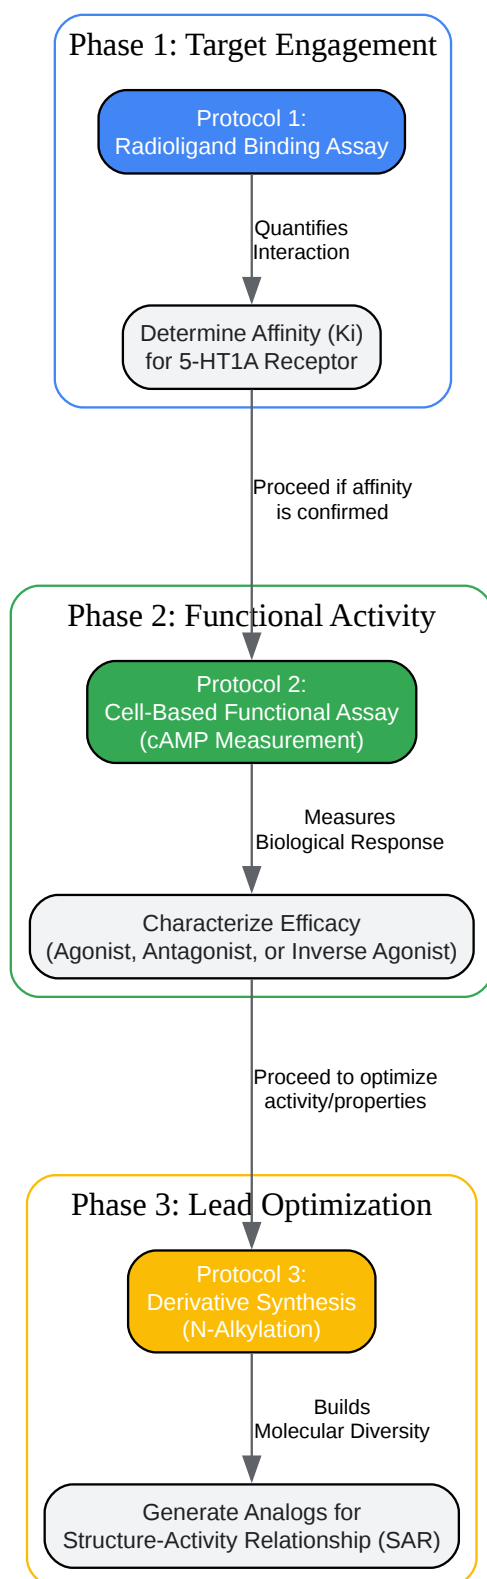 Phase 1: Target Engagement
Protocol 1:
Radioligand Binding Assay
Quantifies
Interaction
Determine Affinity (Ki)
for 5-HT1A Receptor
Proceed if affinity
is confirmed
Phase 2: Functional Activity
Protocol 2:
Cell-Based Functional Assay
(cAMP Measurement)
Measures
Biological Response
Characterize Efficacy
(Agonist, Antagonist, or Inverse Agonist)
Proceed to optimize
activity/properties
Phase 3: Lead Optimization
Protocol 3:
Derivative Synthesis
(N-Alkylation)
Builds
Molecular Diversity
Generate Analogs for
Structure-Activity Relationship (SAR)